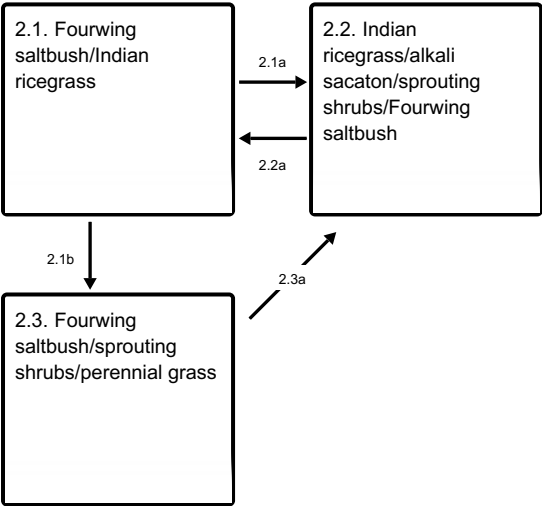 2.1. Fourwing
saltbush/Indian
ricegrass
2.1a
2.2. Indian
ricegrass/alkali
sacaton/sprouting
shrubs/Fourwing
saltbush
2.2a
2.1b
2.3a
2.3. Fourwing
saltbush/sprouting
shrubs/perennial grass